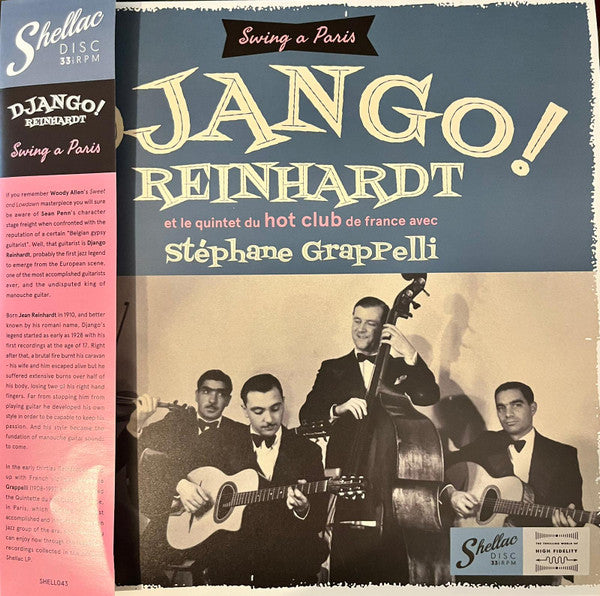 Shellac
DISC
33⅓RPM
DJANGO!
REINHARDT
Swing a Paris
If you remember Woody Allen's Sweet
and Lowdown masterpiece you will sure
be aware of Sean Penn's character
stage freight when confronted with the
reputation of a certain "Belgian gypsy
guitarist". Well, that guitarist is Django
Reinhardt, probably the first jazz legend
to emerge from the European scene,
one of the most accomplished guitarists
ever, and the undisputed king of
manouche guitar.
Born Jean Reinhardt in 1910, and better
known by his romani name, Django's
legend started as early as 1928 with his
first recordings at the age of 17. Right
after that, a brutal fire burnt his caravan
- his wife and him escaped alive but he
suffered extensive burns over half of
his body, losing two of his right hand
fingers. Far from stopping him from
playing guitar he developed his own
style in order to be capable to keep his
passion. And his style became the
fundation of manouche guitar sounds
to come.
In the early thirties
up with French
Grappelli (1908-199
the Quintette du
in Paris, which
accomplished and
jazz group of the era
can enjoy now through
recordings collected in
Shellac LP.
SHELL043
Swing a Paris
DJANGO!
REINHARDT
et le quintet du hot club de france avec
Stéphane Grappelli
Shellac
DISC
33⅓RPM
THE THRILLING WORLD OF
HIGH FIDELITY